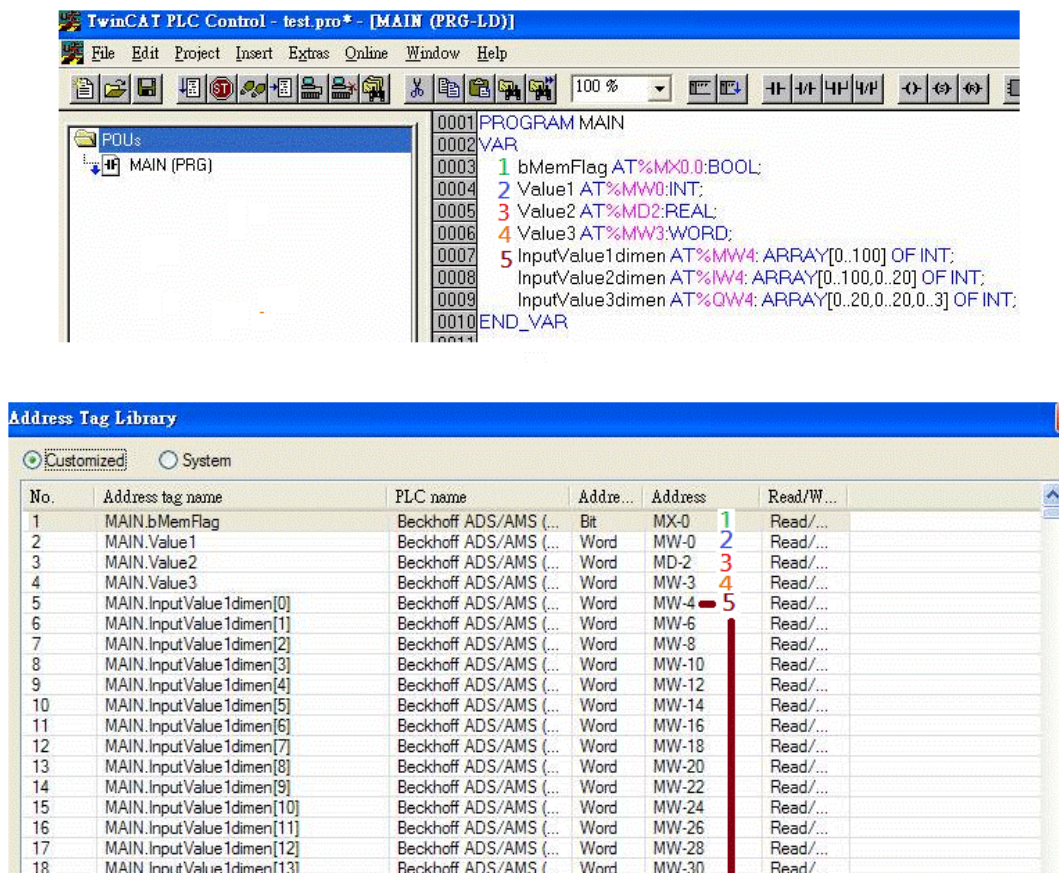 TwinCAT PLC Control - test.pro* - [MAIN (PRG-LD)]
File Edit Project Insert Extras Online Window Help
100 %
POUs
MAIN (PRG)
0001 PROGRAM MAIN
0002 VAR
0003 1 bMemFlag AT%MX0.0:BOOL;
0004 2 Value1 AT%MW0:INT;
0005 3 Value2 AT%MD2:REAL;
0006 4 Value3 AT%MW3:WORD;
0007 5 InputValue1dimen AT%MW4: ARRAY[0..100] OF INT;
0008 InputValue2dimen AT%IW4: ARRAY[0..100,0..20] OF INT;
0009 InputValue3dimen AT%QW4: ARRAY[0..20,0..20,0..3] OF INT;
0010 END_VAR
0011
Address Tag Library
Customized System
No. Address tag name PLC name Addre... Address Read/W...
1 MAIN.bMemFlag Beckhoff ADS/AMS (... Bit MX-0 1 Read/...
2 MAIN.Value1 Beckhoff ADS/AMS (... Word MW-0 2 Read/...
3 MAIN.Value2 Beckhoff ADS/AMS (... Word MD-2 3 Read/...
4 MAIN.Value3 Beckhoff ADS/AMS (... Word MW-3 4 Read/...
5 MAIN.InputValue1dimen[0] Beckhoff ADS/AMS (... Word MW-4 5 Read/...
6 MAIN.InputValue1dimen[1] Beckhoff ADS/AMS (... Word MW-6 Read/...
7 MAIN.InputValue1dimen[2] Beckhoff ADS/AMS (... Word MW-8 Read/...
8 MAIN.InputValue1dimen[3] Beckhoff ADS/AMS (... Word MW-10 Read/...
9 MAIN.InputValue1dimen[4] Beckhoff ADS/AMS (... Word MW-12 Read/...
10 MAIN.InputValue1dimen[5] Beckhoff ADS/AMS (... Word MW-14 Read/...
11 MAIN.InputValue1dimen[6] Beckhoff ADS/AMS (... Word MW-16 Read/...
12 MAIN.InputValue1dimen[7] Beckhoff ADS/AMS (... Word MW-18 Read/...
13 MAIN.InputValue1dimen[8] Beckhoff ADS/AMS (... Word MW-20 Read/...
14 MAIN.InputValue1dimen[9] Beckhoff ADS/AMS (... Word MW-22 Read/...
15 MAIN.InputValue1dimen[10] Beckhoff ADS/AMS (... Word MW-24 Read/...
16 MAIN.InputValue1dimen[11] Beckhoff ADS/AMS (... Word MW-26 Read/...
17 MAIN.InputValue1dimen[12] Beckhoff ADS/AMS (... Word MW-28 Read/...
18 MAIN.InputValue1dimen[13] Beckhoff ADS/AMS (... Word MW-30 Read/...